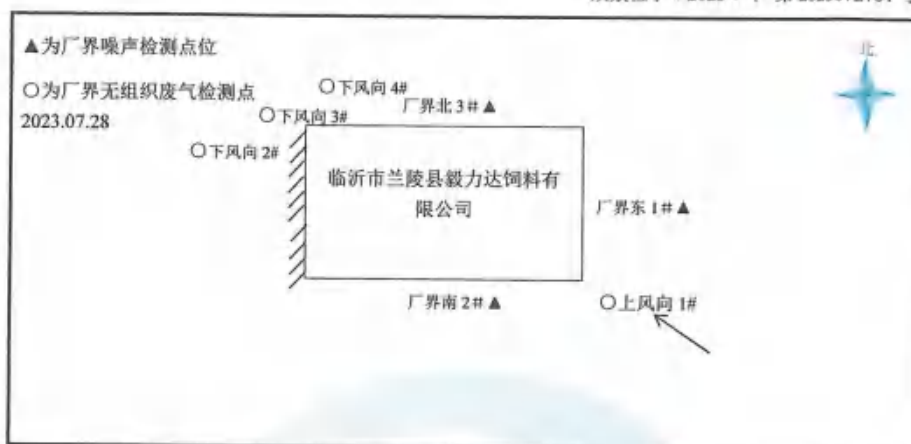 ▲为厂界噪声检测点位
北
○为厂界无组织废气检测点
2023.07.28
○下风向 4#
厂界北 3#▲
○下风向 3#
○下风向 2#
临沂市兰陵县毅力达饲料有
限公司
厂界东 1#▲
厂界南 2#▲
○上风向 1#